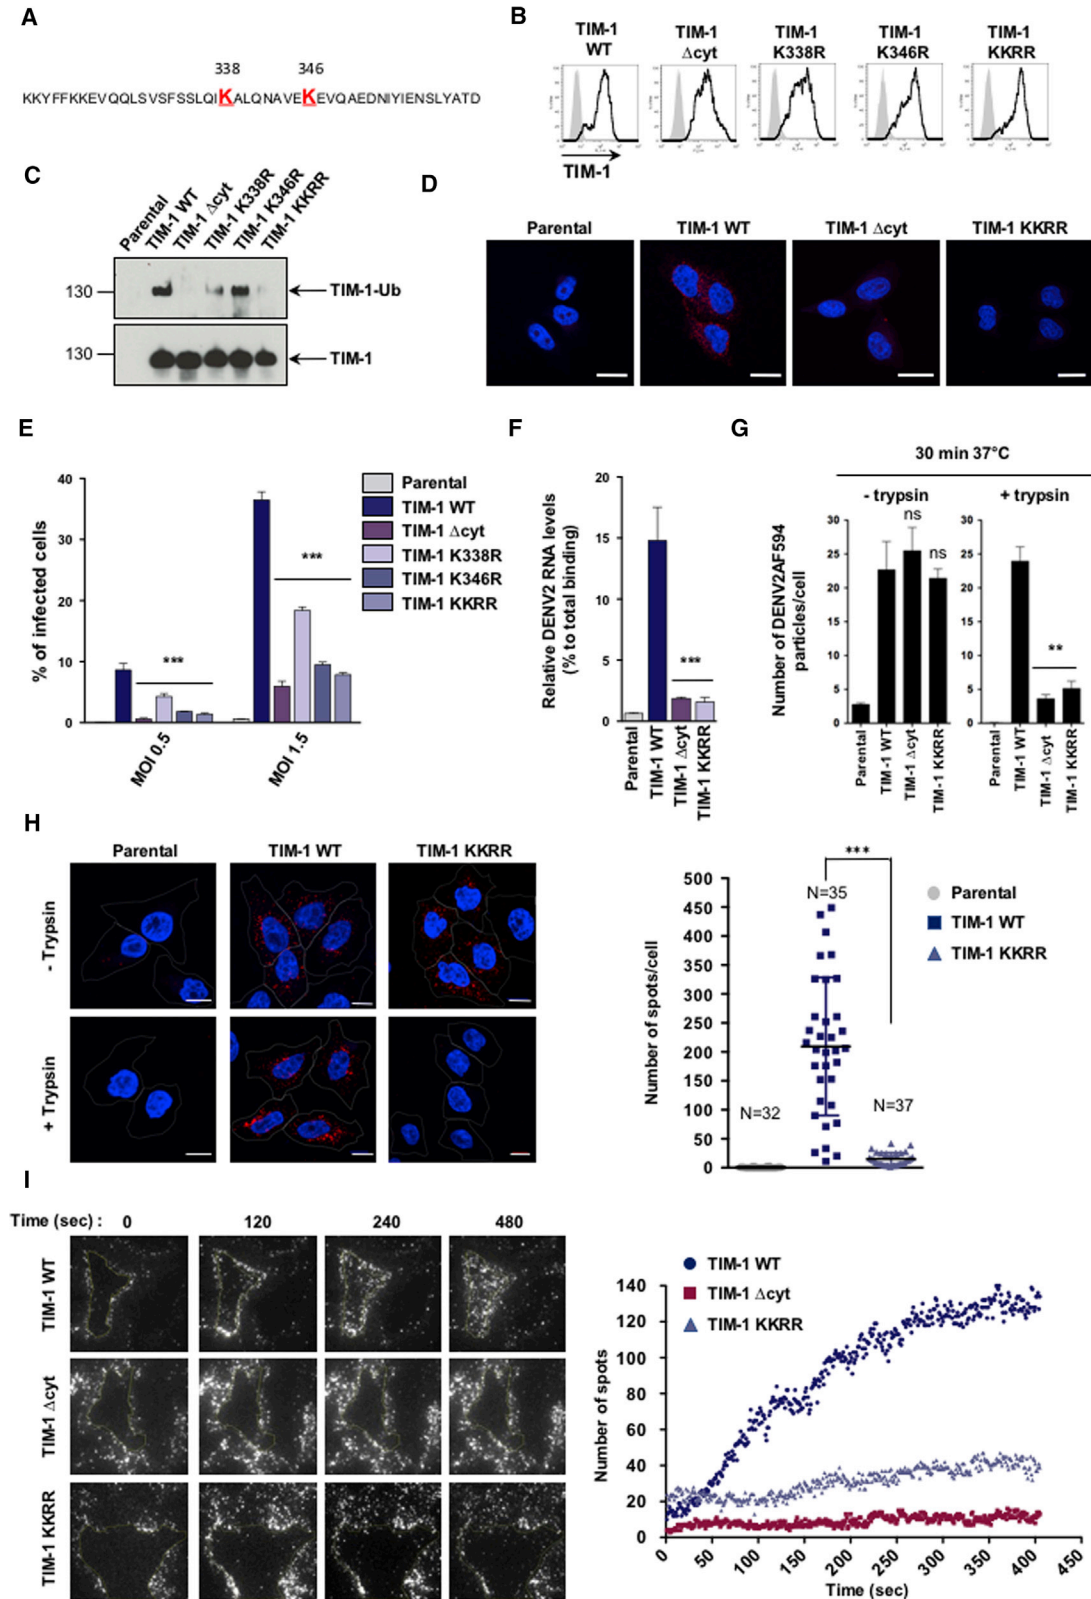 A
338 346
KKYFFKKEVQQLSVSFSSLQIKALQNAVEKEVQAEDNIYIENSLYATD
B
TIM-1 WT
TIM-1 Δcyt
TIM-1 K338R
TIM-1 K346R
TIM-1 KKRR
TIM-1
C
Parental
TIM-1 WT
TIM-1 Δcyt
TIM-1 K338R
TIM-1 K346R
TIM-1 KKRR
130
TIM-1-Ub
130
TIM-1
D
Parental
TIM-1 WT
TIM-1 Δcyt
TIM-1 KKRR
E
% of infected cells
40
30
20
10
0
***
***
MOI 0.5
MOI 1.5
Parental
TIM-1 WT
TIM-1 Δcyt
TIM-1 K338R
TIM-1 K346R
TIM-1 KKRR
F
Relative DENV2 RNA levels
(% to total binding)
20
15
10
5
0
***
Parental
TIM-1 WT
TIM-1 Δcyt
TIM-1 KKRR
G
30 min 37°C
- trypsin
+ trypsin
Number of DENV2AF594
particles/cell
30
25
20
15
10
5
0
ns
ns
Parental
TIM-1 WT
TIM-1 Δcyt
TIM-1 KKRR
30
25
20
15
10
5
0
**
Parental
TIM-1 WT
TIM-1 Δcyt
TIM-1 KKRR
H
Parental
TIM-1 WT
TIM-1 KKRR
- Trypsin
+ Trypsin
Number of spots/cell
500
450
400
350
300
250
200
150
100
50
0
***
N=32
N=35
N=37
Parental
TIM-1 WT
TIM-1 KKRR
I
Time (sec) : 0 120 240 480
TIM-1 WT
TIM-1 Δcyt
TIM-1 KKRR
TIM-1 WT
TIM-1 Δcyt
TIM-1 KKRR
Number of spots
140
120
100
80
60
40
20
0
0 50 100 150 200 250 300 350 400 450
Time (sec)